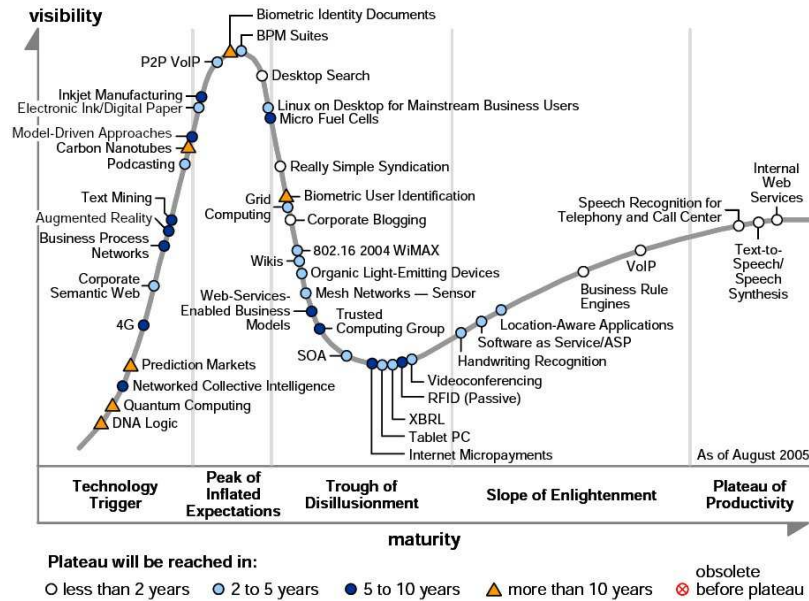 visibility
Biometric Identity Documents
BPM Suites
P2P VoIP
Desktop Search
Inkjet Manufacturing
Electronic Ink/Digital Paper
Linux on Desktop for Mainstream Business Users
Micro Fuel Cells
Model-Driven Approaches
Carbon Nanotubes
Podcasting
Really Simple Syndication
Text Mining
Augmented Reality
Business Process
Networks
Biometric User Identification
Grid
Computing
Corporate Blogging
Corporate
Semantic Web
802.16 2004 WiMAX
Wikis
Organic Light-Emitting Devices
Mesh Networks — Sensor
Web-Services-
Enabled Business
Models
Trusted
Computing Group
4G
SOA
Prediction Markets
Networked Collective Intelligence
Quantum Computing
DNA Logic
Videoconferencing
RFID (Passive)
XBRL
Tablet PC
Internet Micropayments
Location-Aware Applications
Software as Service/ASP
Handwriting Recognition
VoIP
Business Rule
Engines
Speech Recognition for
Telephony and Call Center
Internal
Web
Services
Text-to-
Speech/
Speech
Synthesis
As of August 2005
Technology
Trigger
Peak of
Inflated
Expectations
Trough of
Disillusionment
Slope of Enlightenment
Plateau of
Productivity
maturity
Plateau will be reached in:
less than 2 years
2 to 5 years
5 to 10 years
more than 10 years
obsolete
before plateau